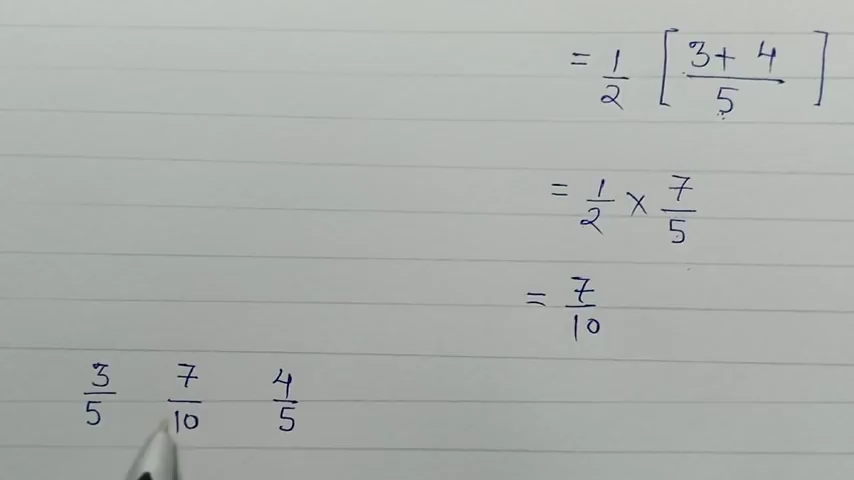 = 1/2 [ 3 + 4 / 5 ]
= 1/2 × 7/5
= 7/10
3/5 7/10 4/5